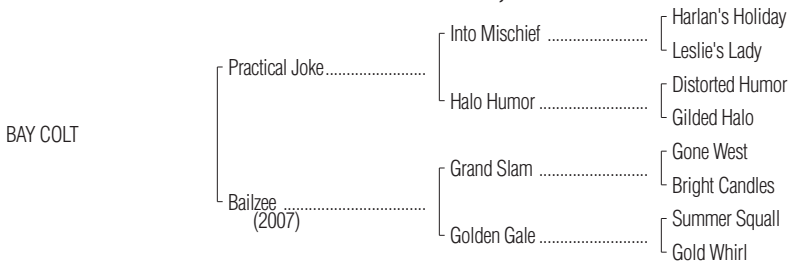 Harlan's Holiday
Into Mischief ........................
Leslie's Lady
Practical Joke........................
Distorted Humor
Halo Humor ........................
Gilded Halo
BAY COLT
Gone West
Grand Slam ........................
Bright Candles
Bailzee ..................................
(2007)
Summer Squall
Golden Gale ........................
Gold Whirl